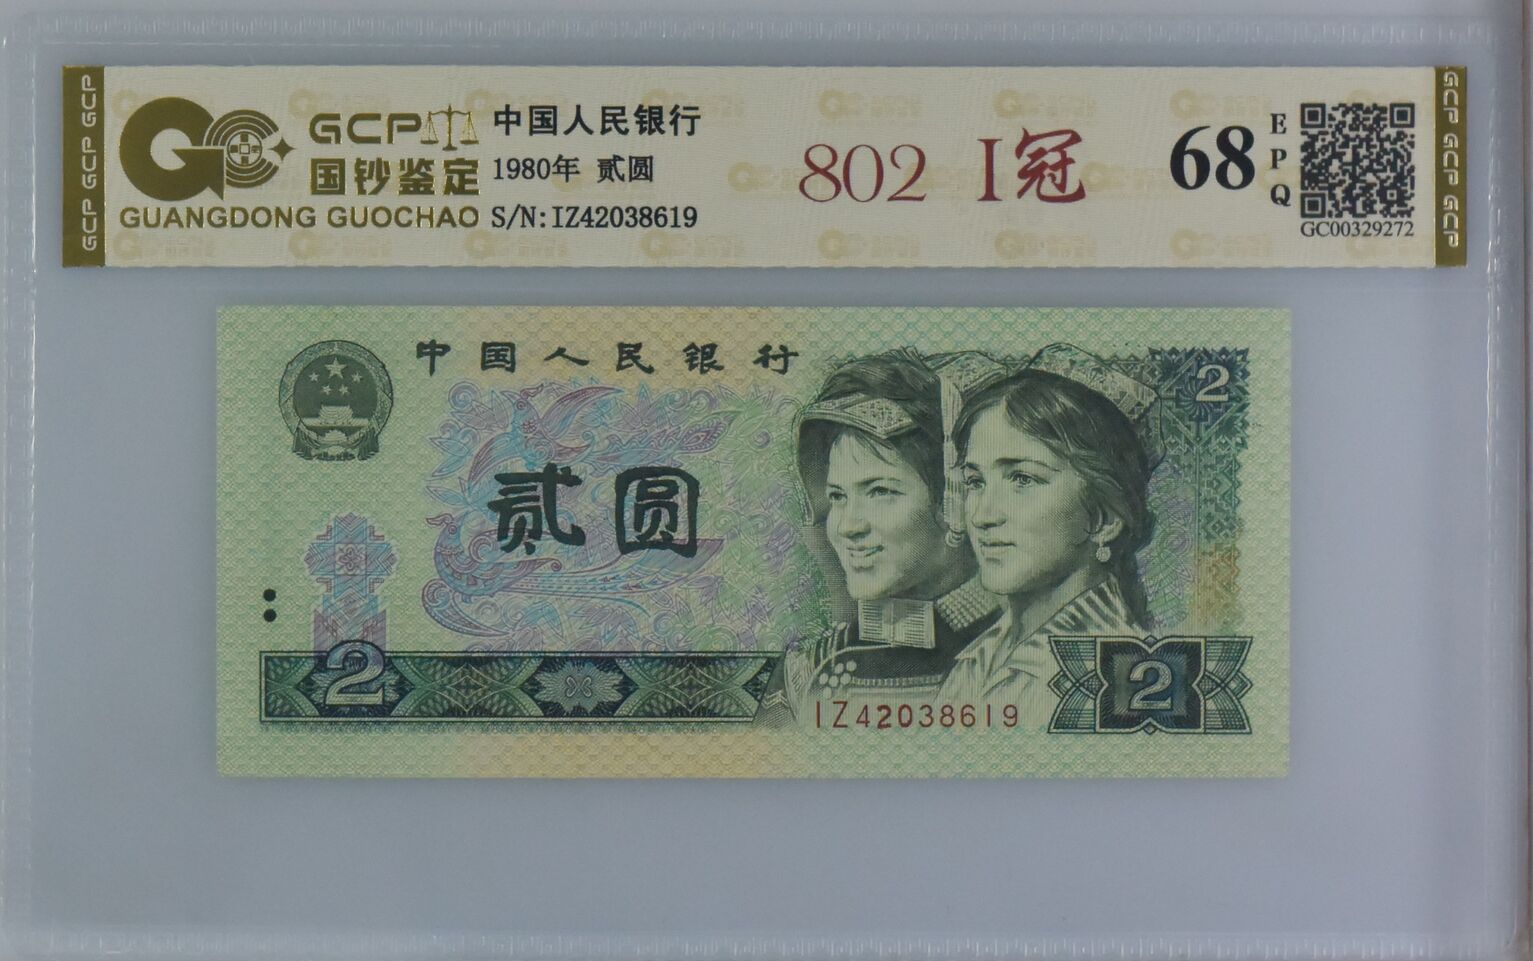 GCP GCP GCP
GCP
国钞鉴定
GUANGDONG GUOCHAO
中国人民银行
1980年 贰圆
S/N:IZ42038619
802 I冠
68
EPQ
GC00329272
GCP GCP GCP
中国人民银行
2
贰圆
2
2
IZ42038619